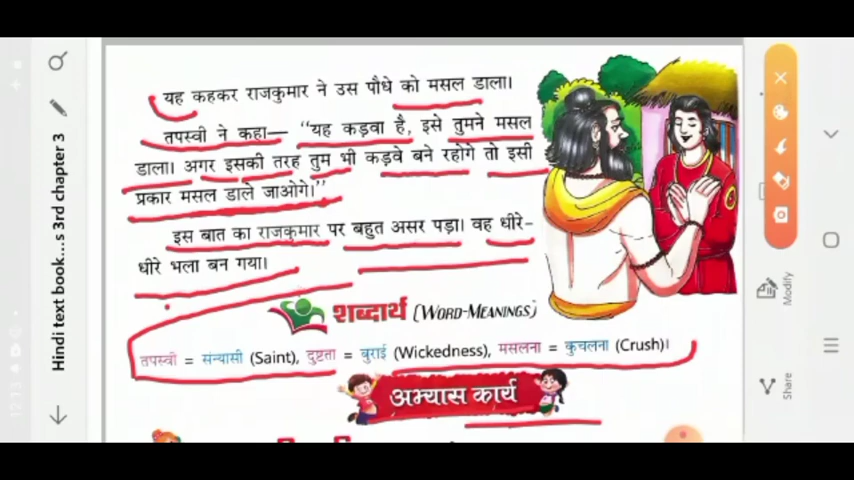 यह कहकर राजकुमार ने उस पौधे को मसल डाला।
तपस्वी ने कहा— “यह कड़वा है, इसे तुमने मसल
डाला। अगर इसकी तरह तुम भी कड़वे बने रहोगे तो इसी
प्रकार मसल डाले जाओगे।”
इस बात का राजकुमार पर बहुत असर पड़ा। वह धीरे-
धीरे भला बन गया।
शब्दार्थ (WORD-MEANINGS)
तपस्वी = संन्यासी (Saint), दुष्टता = बुराई (Wickedness), मसलना = कुचलना (Crush)।
अभ्यास कार्य
Hindi text book...s 3rd chapter 3
Modify
Share